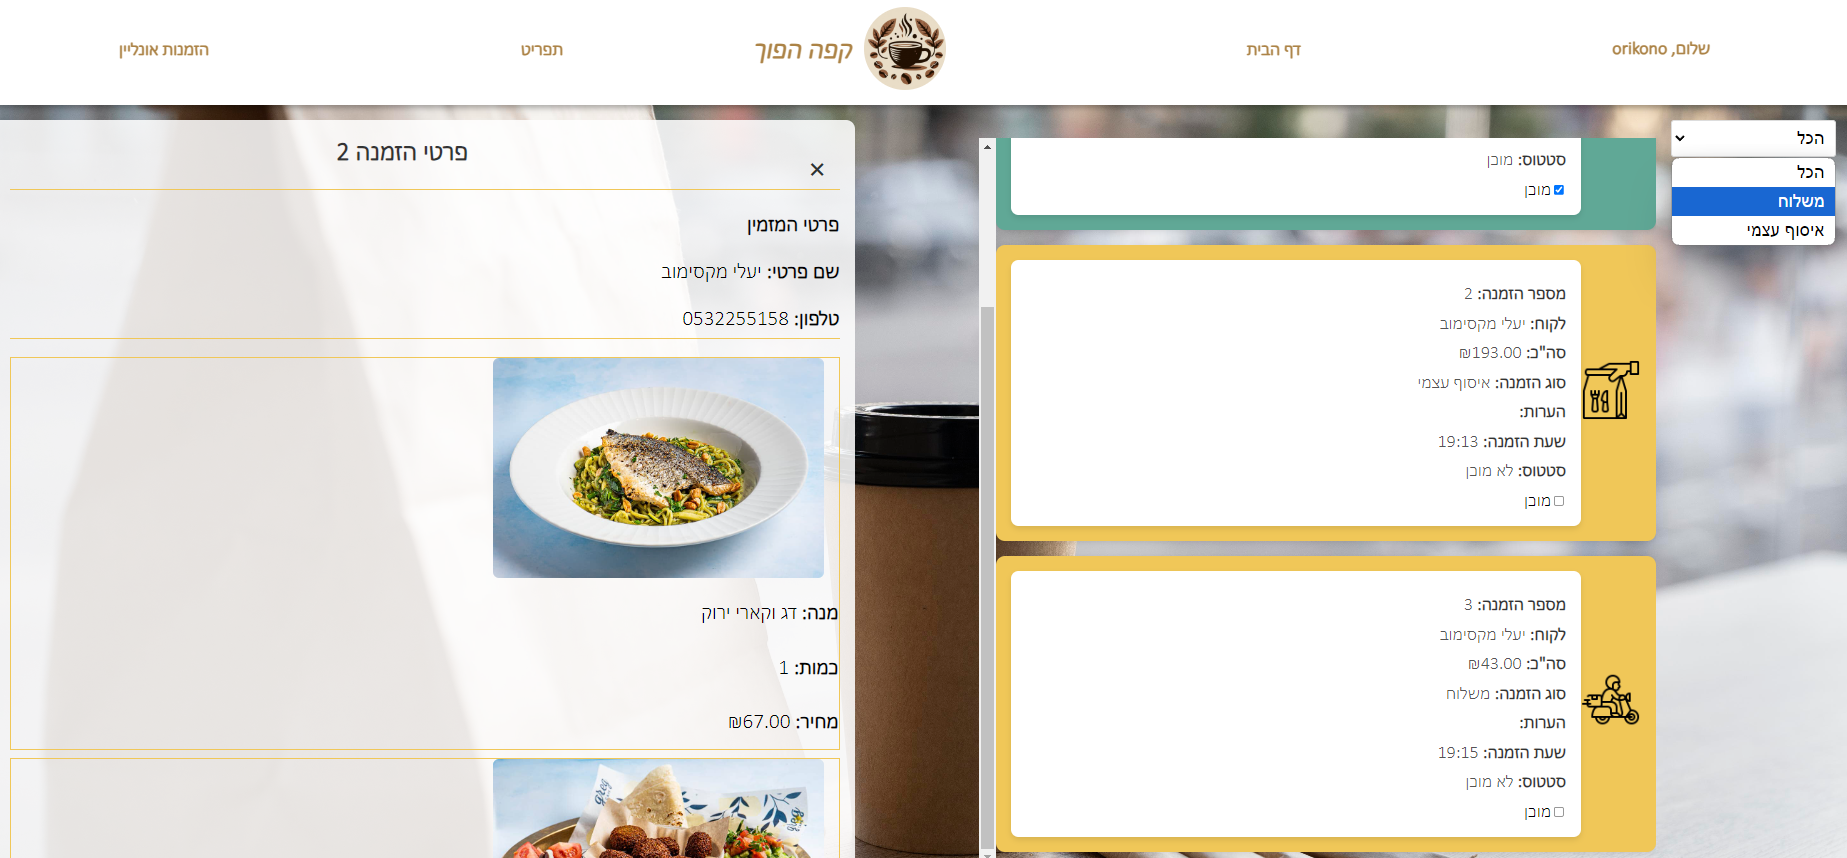 שלום, orikono
דף הבית
קפה הפוך
תפריט
הזמנות אונליין
הכל
הכל
משלוח
איסוף עצמי
סטטוס: מוכן
מוכן
מספר הזמנה: 2
לקוח: יעלי מקסימוב
סה"כ: 193.00₪
סוג הזמנה: איסוף עצמי
הערות:
שעת הזמנה: 19:13
סטטוס: לא מוכן
מוכן
מספר הזמנה: 3
לקוח: יעלי מקסימוב
סה"כ: 43.00₪
סוג הזמנה: משלוח
הערות:
שעת הזמנה: 19:15
סטטוס: לא מוכן
מוכן
פרטי הזמנה 2
×
פרטי המזמין
שם פרטי: יעלי מקסימוב
טלפון: 0532255158
מנה: דג וקארי ירוק
כמות: 1
מחיר: 67.00₪
greg
greg